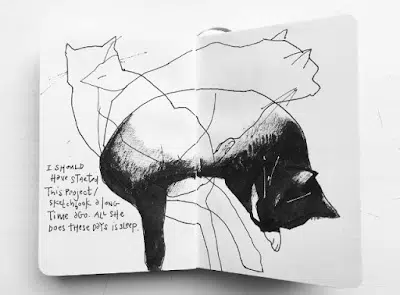 I SHOULD
HAVE STARTED
THIS PROJECT/
SKETCHBOOK A LONG
TIME AGO. ALL SHE
DOES THESE DAYS IS SLEEP.